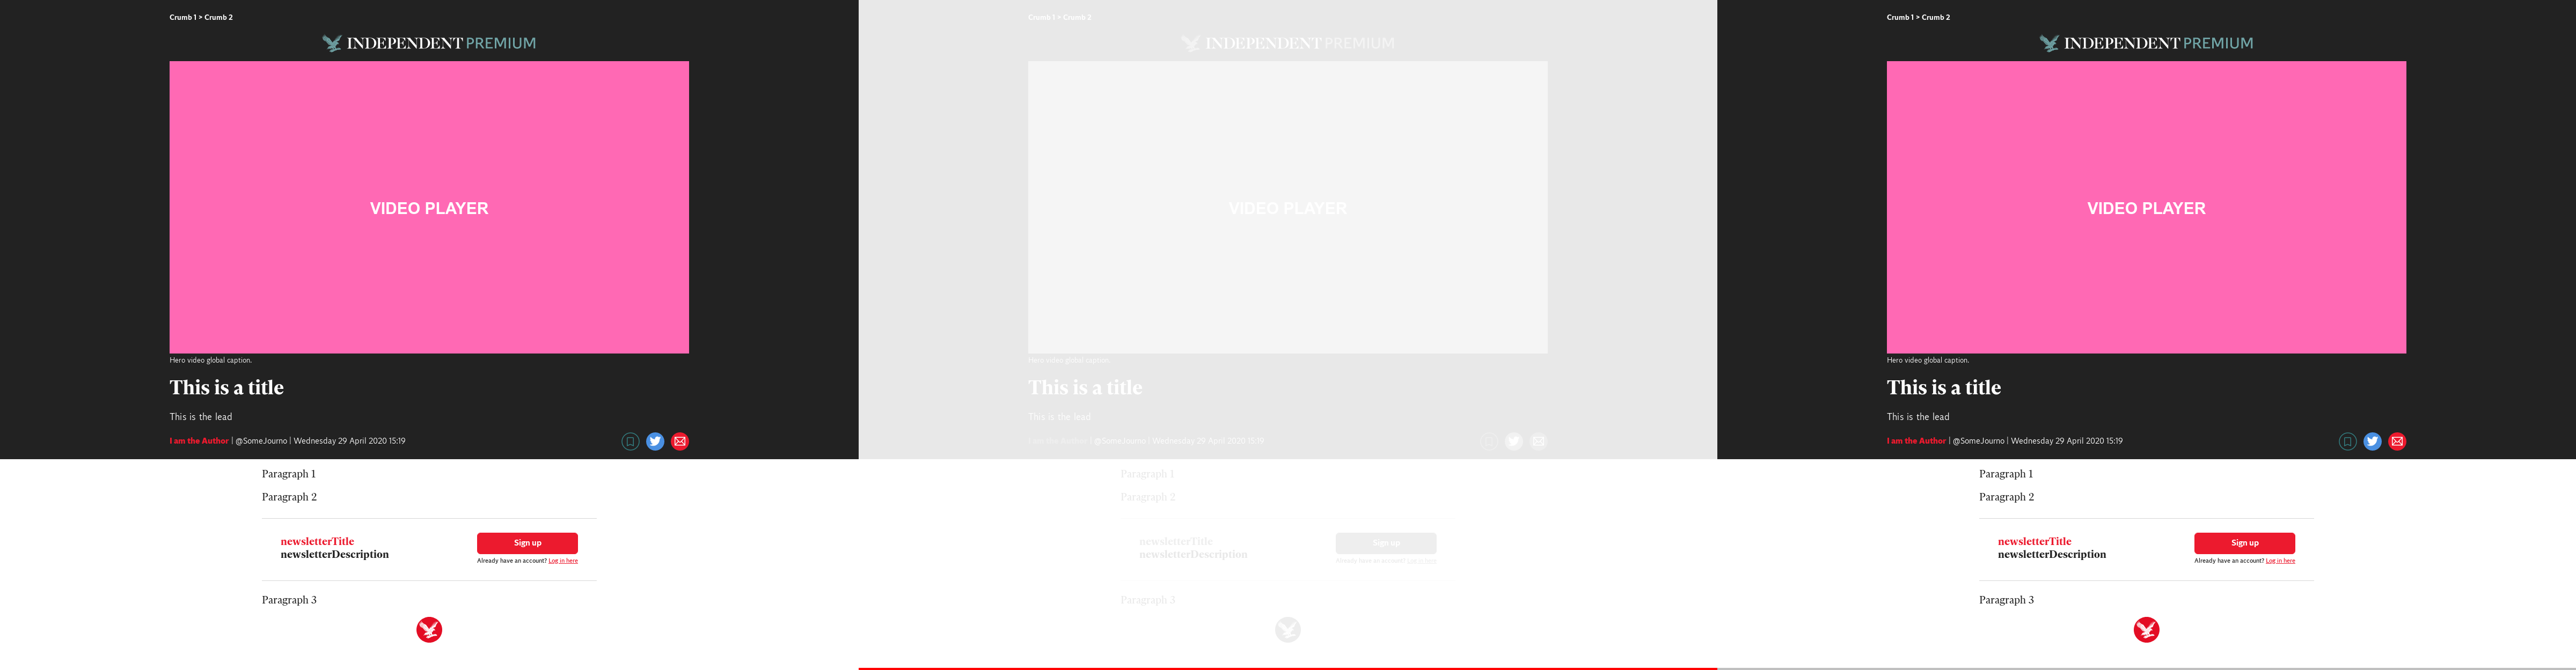 Crumb 1 > Crumb 2
INDEPENDENT PREMIUM
VIDEO PLAYER
Hero video global caption.
This is a title
This is the lead
I am the Author | @SomeJourno | Wednesday 29 April 2020 15:19
Paragraph 1
Paragraph 2
newsletterTitle
newsletterDescription
Sign up
Already have an account? Log in here
Paragraph 3
Crumb 1 > Crumb 2
INDEPENDENT PREMIUM
VIDEO PLAYER
Hero video global caption.
This is a title
This is the lead
I am the Author | @SomeJourno | Wednesday 29 April 2020 15:19
Paragraph 1
Paragraph 2
newsletterTitle
newsletterDescription
Sign up
Already have an account? Log in here
Paragraph 3
Crumb 1 > Crumb 2
INDEPENDENT PREMIUM
VIDEO PLAYER
Hero video global caption.
This is a title
This is the lead
I am the Author | @SomeJourno | Wednesday 29 April 2020 15:19
Paragraph 1
Paragraph 2
newsletterTitle
newsletterDescription
Sign up
Already have an account? Log in here
Paragraph 3